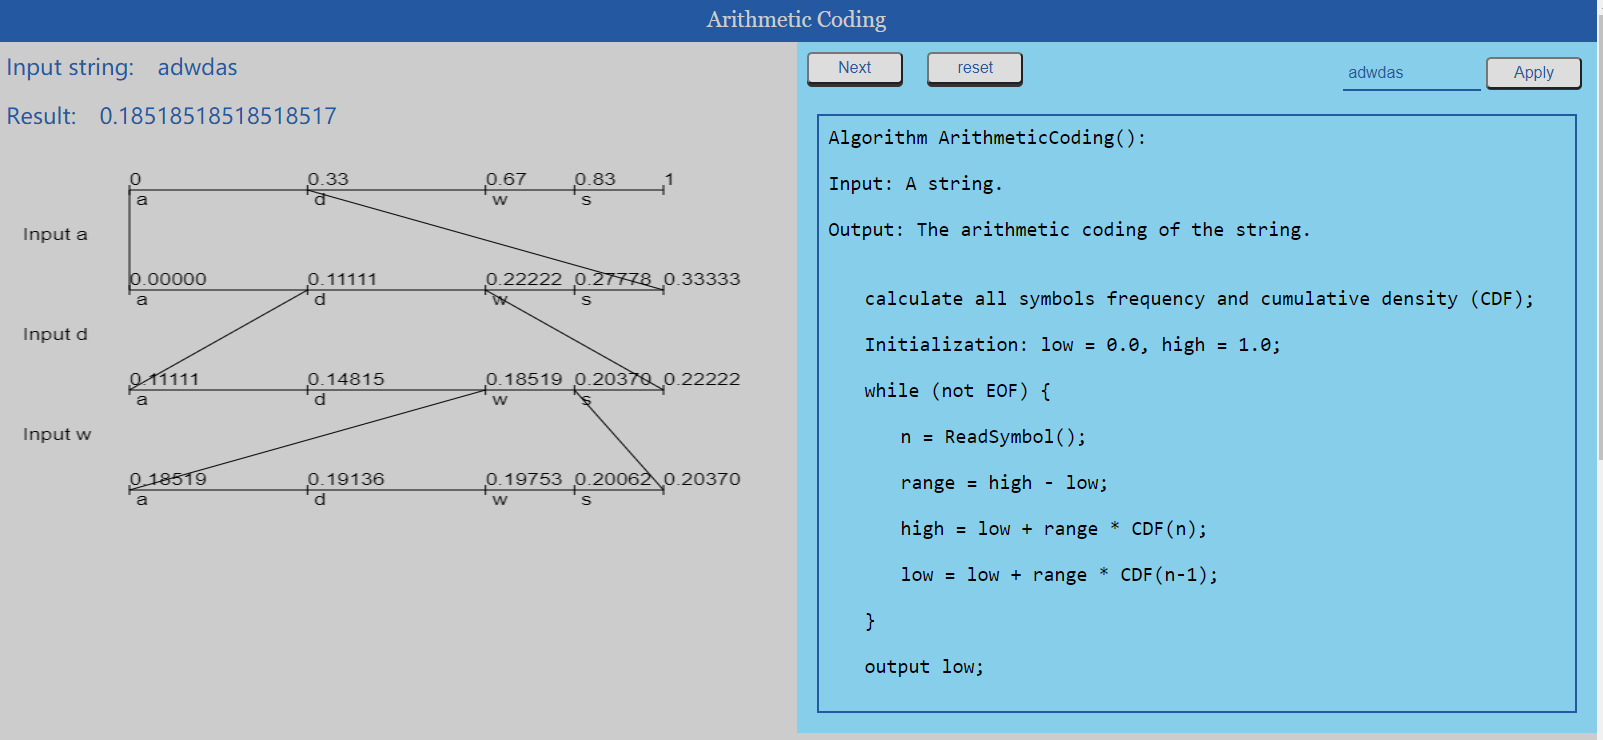 Arithmetic Coding
Input string: adwdas
Result: 0.18518518518518517
0 0.33 0.67 0.83 1
a d w s
Input a
0.00000 0.11111 0.22222 0.27778 0.33333
a d w s
Input d
0.11111 0.14815 0.18519 0.20370 0.22222
a d w s
Input w
0.18519 0.19136 0.19753 0.20062 0.20370
a d w s
Next reset adwdas Apply
Algorithm ArithmeticCoding():
Input: A string.
Output: The arithmetic coding of the string.
calculate all symbols frequency and cumulative density (CDF);
Initialization: low = 0.0, high = 1.0;
while (not EOF) {
n = ReadSymbol();
range = high - low;
high = low + range * CDF(n);
low = low + range * CDF(n-1);
}
output low;